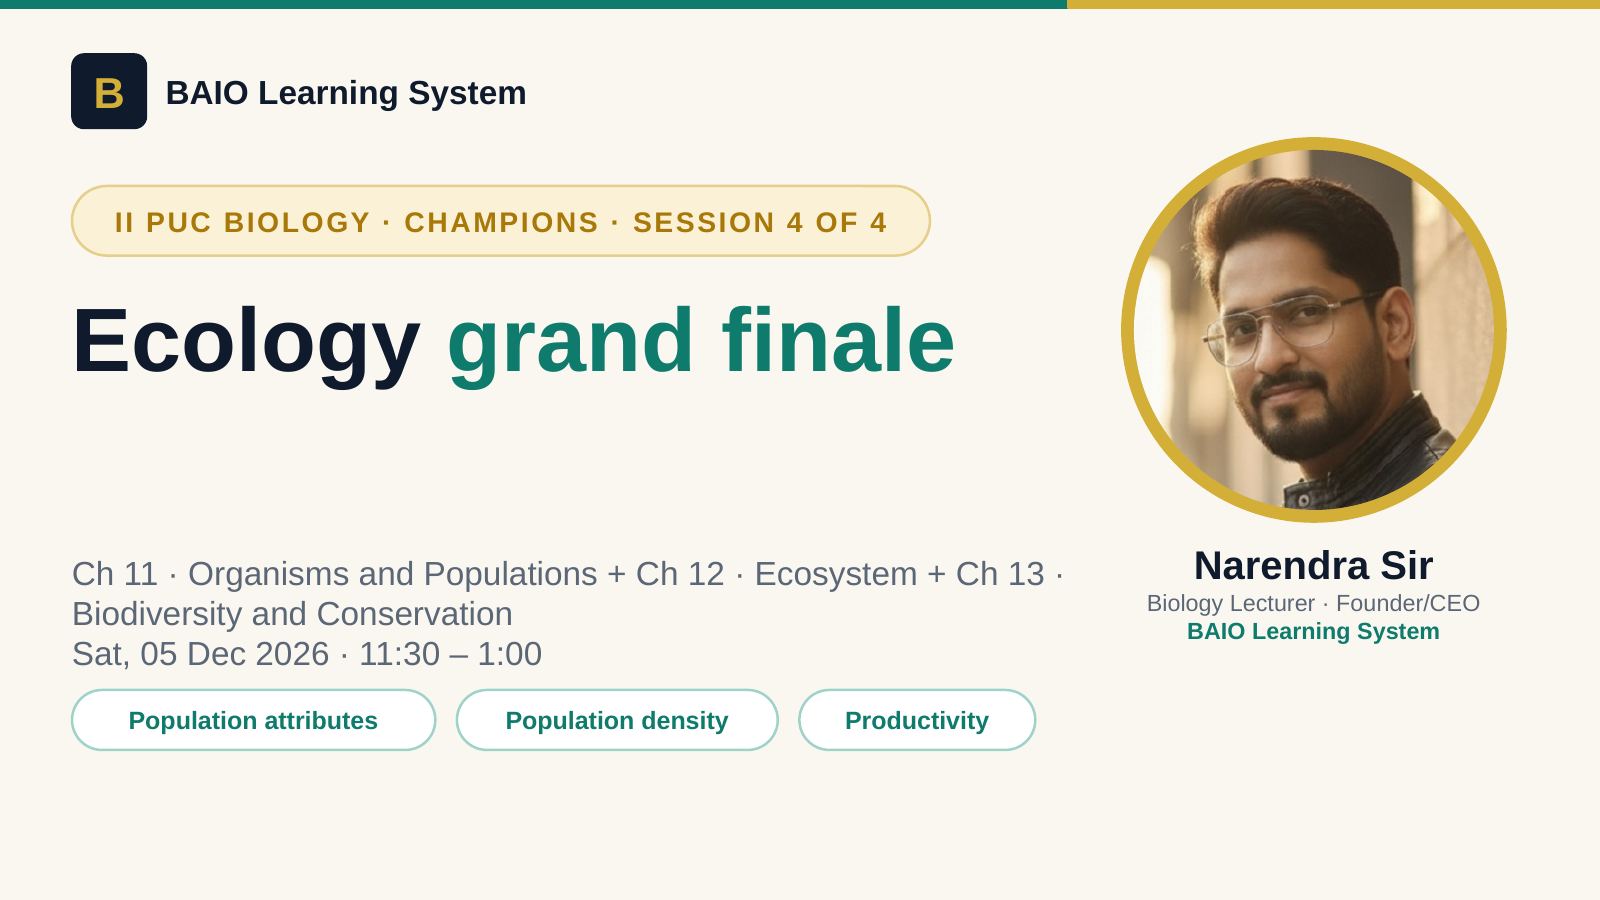 B
BAIO Learning System
II PUC BIOLOGY · CHAMPIONS · SESSION 4 OF 4
Ecology grand finale
Ch 11 · Organisms and Populations + Ch 12 · Ecosystem + Ch 13 ·
Biodiversity and Conservation
Sat, 05 Dec 2026 · 11:30 – 1:00
Population attributes
Population density
Productivity
Narendra Sir
Biology Lecturer · Founder/CEO
BAIO Learning System